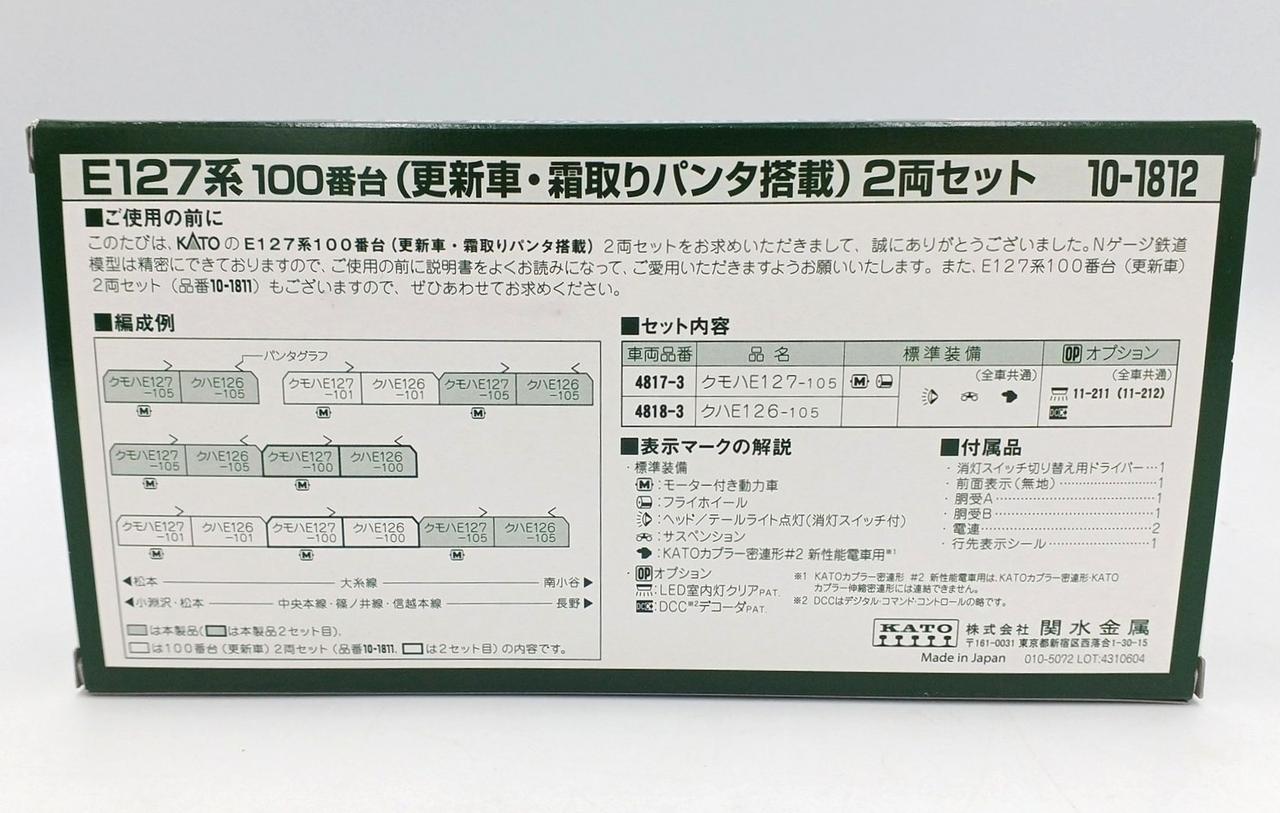 E127系 100番台(更新車・霜取りパンタ搭載)2両セット 10-1812
■ご使用の前に
このたびは、KATOのE127系100番台(更新車・霜取りパンタ搭載)2両セットをお求めいただきまして、誠にありがとうございました。Nゲージ鉄道
模型は精密にできておりますので、ご使用の前に説明書をよくお読みになって、ご愛用いただきますようお願いいたします。また、E127系100番台(更新車)
2両セット(品番10-1811)もございますので、ぜひあわせてお求めください。
■編成例
パンタグラフ
クモハE127-105 クハE126-105 クモハE127-101 クハE126-101 クモハE127-105 クハE126-105
M M M
クモハE127-105 クハE126-105 クモハE127-100 クハE126-100
M M
クモハE127-101 クハE126-101 クモハE127-100 クハE126-100 クモハE127-105 クハE126-105
M M M
◀松本 大糸線 南小谷▶
◀小淵沢・松本 中央本線・篠ノ井線・信越本線 長野▶
は本製品(は本製品2セット目)、
は100番台(更新車)2両セット(品番10-1811、は2セット目)の内容です。
■セット内容
車両品番 品名 標準装備 OPオプション
4817-3 クモハE127-105 M (全車共通) (全車共通)
11-211 (11-212)
4818-3 クハE126-105 DCC
■表示マークの解説
・標準装備
M:モーター付き動力車
:フライホイール
:ヘッド/テールライト点灯(消灯スイッチ付)
:サスペンション
:KATOカプラー密連形#2 新性能電車用※1
・OPオプション
:LED室内灯クリアPAT.
DCC:DCC※2デコーダPAT.
■付属品
・消灯スイッチ切り替え用ドライバー…1
・前面表示(無地)……………1
・胴受A……………1
・胴受B……………1
・電連……………2
・行先表示シール……………1
※1 KATOカプラー密連形 #2 新性能電車用は、KATOカプラー密連形・KATO
カプラー伸縮密連形には連結できません。
※2 DCCはデジタル・コマンド・コントロールの略です。
KATO 株式会社 関水金属
〒161-0031 東京都新宿区西落合1-30-15
Made in Japan 010-5072 LOT:4310604